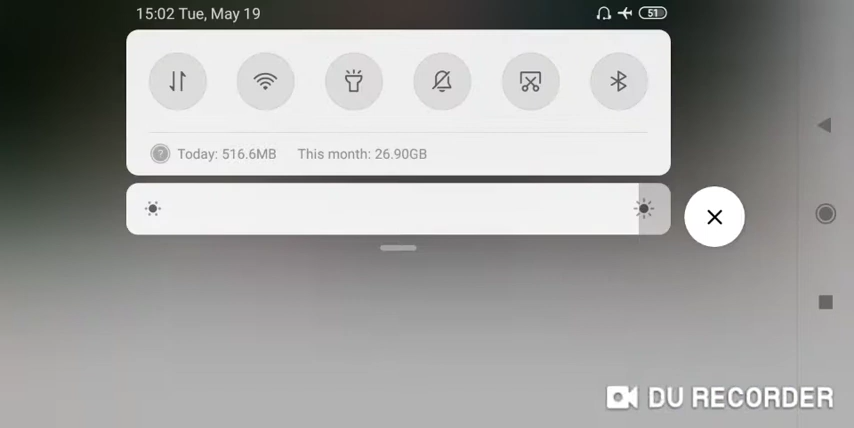 15:02 Tue, May 19
51
Today: 516.6MB This month: 26.90GB
DU RECORDER